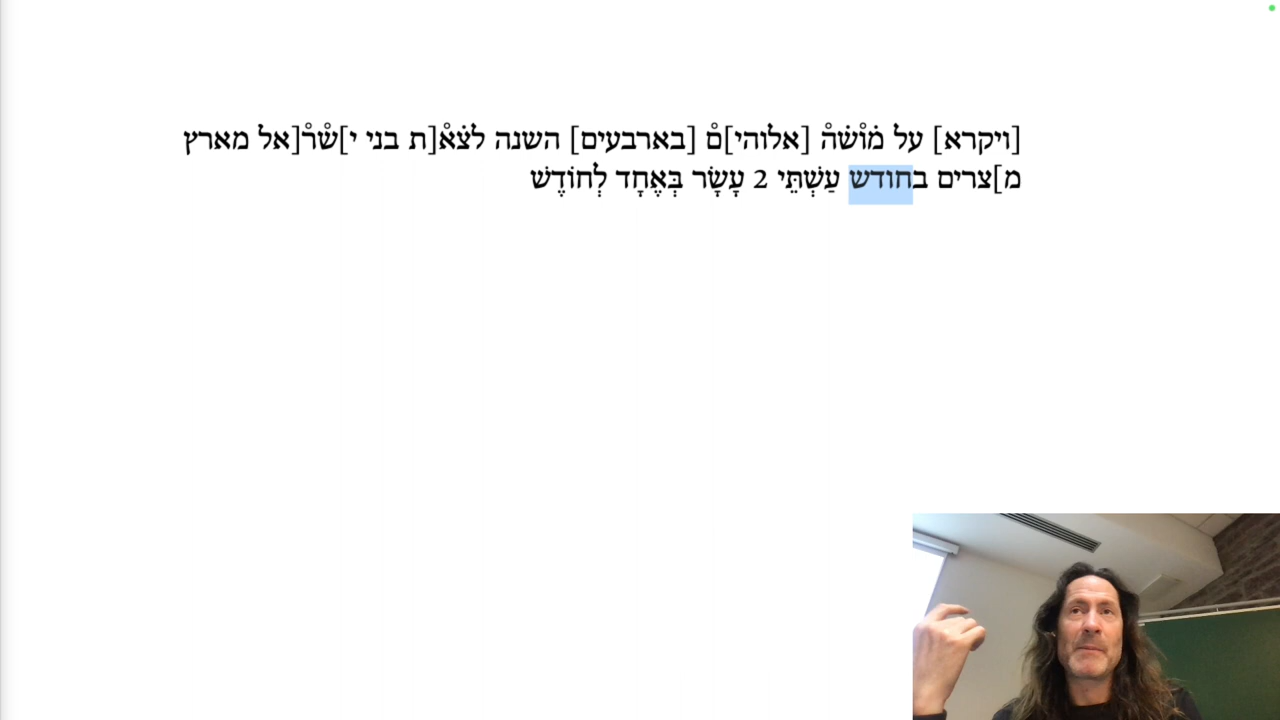 [ויקרא] על מֹ֗וֹ֯שֹׁ֗הֹ֯ [אלוהי]ם֯ [בארבעים] השנה לצ֗א֯[ת בני י]ש֯ר֯[אל מארץ
מ]צרים בחודש עַשְׁתֵּי 2 עָשָׂר בְּאֶחָד לְחוֹדֶשׁ